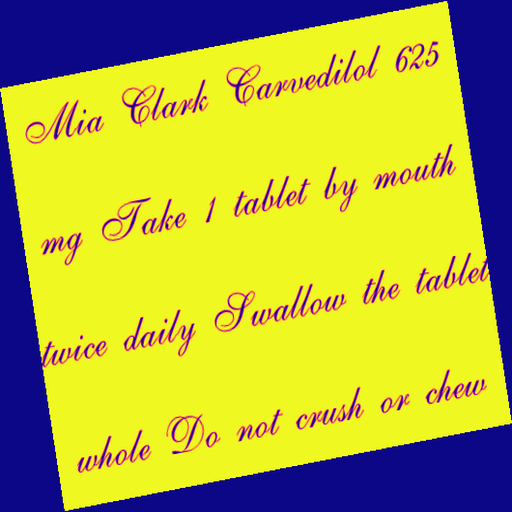 Mia Clark Carvedilol 625
mg Take 1 tablet by mouth
twice daily Swallow the tablet
whole Do not crush or chew